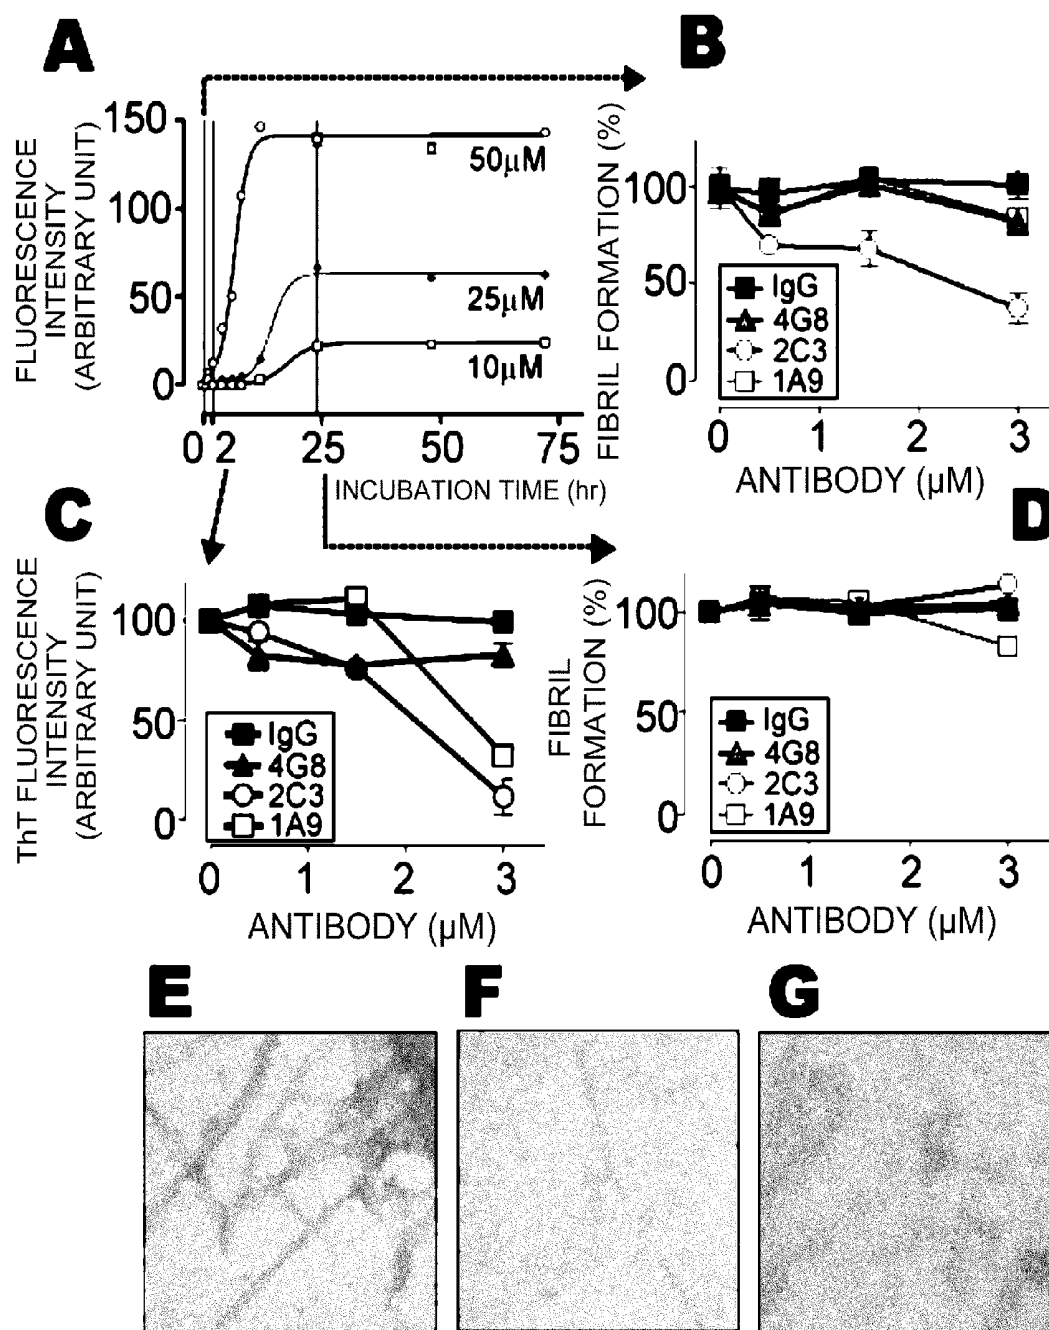 A
FLUORESCENCE
INTENSITY
(ARBITRARY UNIT)
150
100
50
0
50µM
25µM
10µM
0 2 25 50 75
INCUBATION TIME (hr)
B
FIBRIL FORMATION (%)
100
50
0
IgG
4G8
2C3
1A9
0 1 2 3
ANTIBODY (µM)
C
ThT FLUORESCENCE
INTENSITY
(ARBITRARY UNIT)
100
50
0
IgG
4G8
2C3
1A9
0 1 2 3
ANTIBODY (µM)
D
FIBRIL
FORMATION (%)
100
50
0
IgG
4G8
2C3
1A9
0 1 2 3
ANTIBODY (µM)
E
F
G